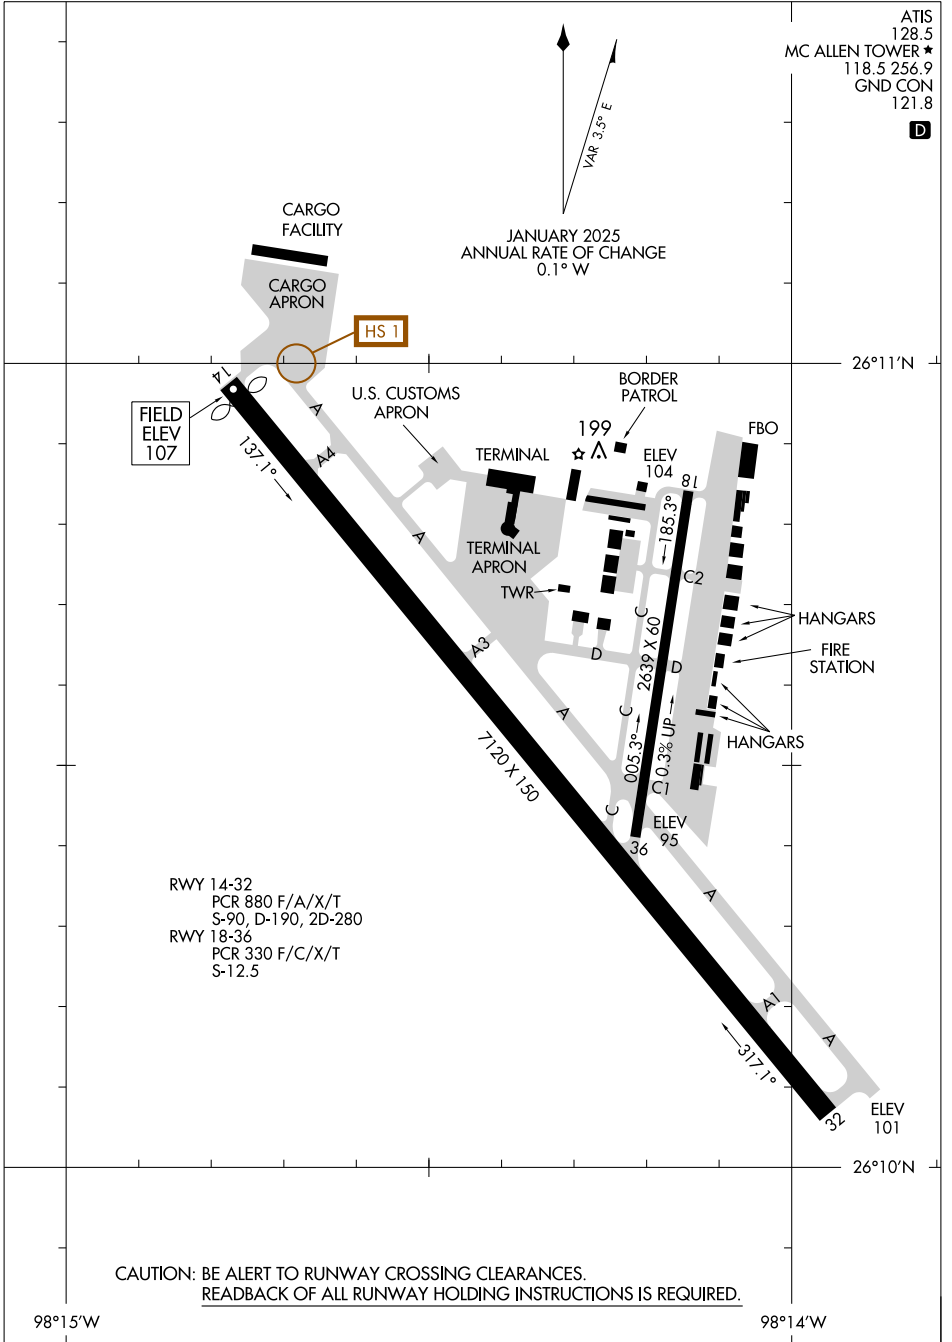 ATIS
128.5
MC ALLEN TOWER ★
118.5 256.9
GND CON
121.8
D
VAR 3.5° E
JANUARY 2025
ANNUAL RATE OF CHANGE
0.1° W
CARGO
FACILITY
CARGO
APRON
HS 1
26°11'N
14
FIELD
ELEV
107
137.1°
A
A4
A
U.S. CUSTOMS
APRON
TERMINAL
TERMINAL
APRON
199
BORDER
PATROL
ELEV
104
FBO
18
185.3°
TWR
C2
C
HANGARS
FIRE
STATION
A3
D
2639 X 60
D
A
C
005.3°
0.3% UP
HANGARS
7120 X 150
C1
C
ELEV
95
36
RWY 14-32
PCR 880 F/A/X/T
S-90, D-190, 2D-280
RWY 18-36
PCR 330 F/C/X/T
S-12.5
A
A1
A
317.1°
32
ELEV
101
26°10'N
CAUTION: BE ALERT TO RUNWAY CROSSING CLEARANCES.
READBACK OF ALL RUNWAY HOLDING INSTRUCTIONS IS REQUIRED.
98°15'W
98°14'W